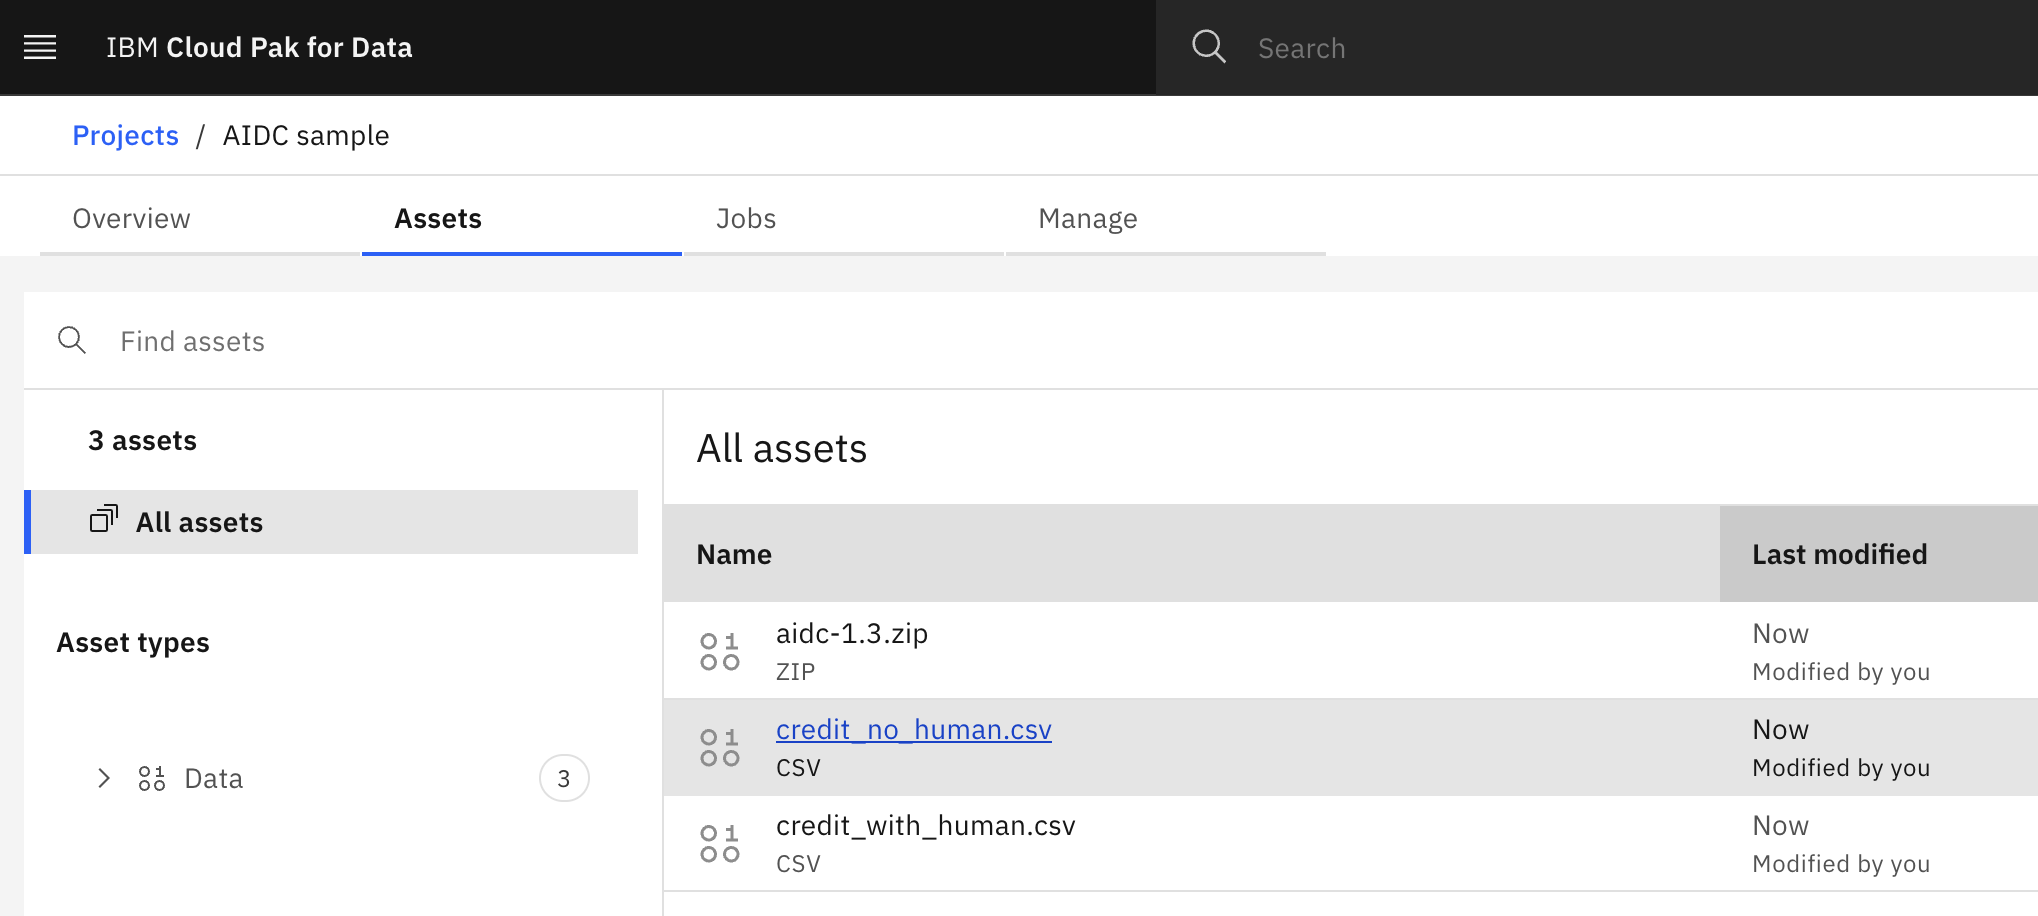 IBM Cloud Pak for Data
Search
Projects / AIDC sample
Overview
Assets
Jobs
Manage
Find assets
3 assets
All assets
Asset types
Data
3
All assets
Name
Last modified
aidc-1.3.zip
ZIP
Now
Modified by you
credit_no_human.csv
CSV
Now
Modified by you
credit_with_human.csv
CSV
Now
Modified by you